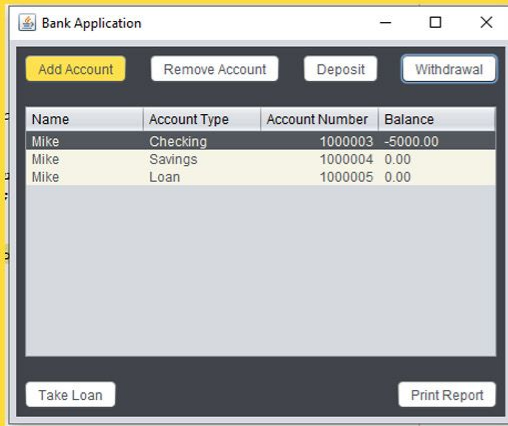 Bank Application
Add Account Remove Account Deposit Withdrawal
Name Account Type Account Number Balance
Mike Checking 1000003 -5000.00
Mike Savings 1000004 0.00
Mike Loan 1000005 0.00
Take Loan Print Report